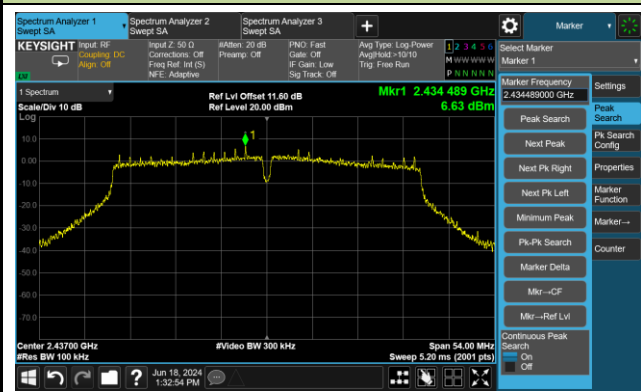 Spectrum Analyzer 1
Swept SA
Spectrum Analyzer 2
Swept SA
Spectrum Analyzer 3
Swept SA
+
Marker
KEYSIGHT
Input: RF
Coupling: DC
Align: Off
Input Z: 50 Ω
Corrections: Off
Freq Ref: Int (S)
NFE: Adaptive
#Atten: 20 dB
Preamp: Off
PNO: Fast
Gate: Off
IF Gain: Low
Sig Track: Off
Avg Type: Log-Power
Avg|Hold:>10/10
Trig: Free Run
1 2 3 4 5 6
M W W W W W
P N N N N N
LXI
Select Marker
Marker 1
1 Spectrum
Scale/Div 10 dB
Log
Ref Lvl Offset 11.60 dB
Ref Level 20.00 dBm
Mkr1 2.434 489 GHz
6.63 dBm
1
10.0
0.00
-10.0
-20.0
-30.0
-40.0
-50.0
-60.0
-70.0
Center 2.43700 GHz
#Res BW 100 kHz
#Video BW 300 kHz
Span 54.00 MHz
Sweep 5.20 ms (2001 pts)
Marker Frequency
2.434489000 GHz
Peak Search
Next Peak
Next Pk Right
Next Pk Left
Minimum Peak
Pk-Pk Search
Marker Delta
Mkr→CF
Mkr→Ref Lvl
Continuous Peak
Search
On
Off
Settings
Peak
Search
Pk Search
Config
Properties
Marker
Function
Marker→
Counter
?
Jun 18, 2024
1:32:54 PM